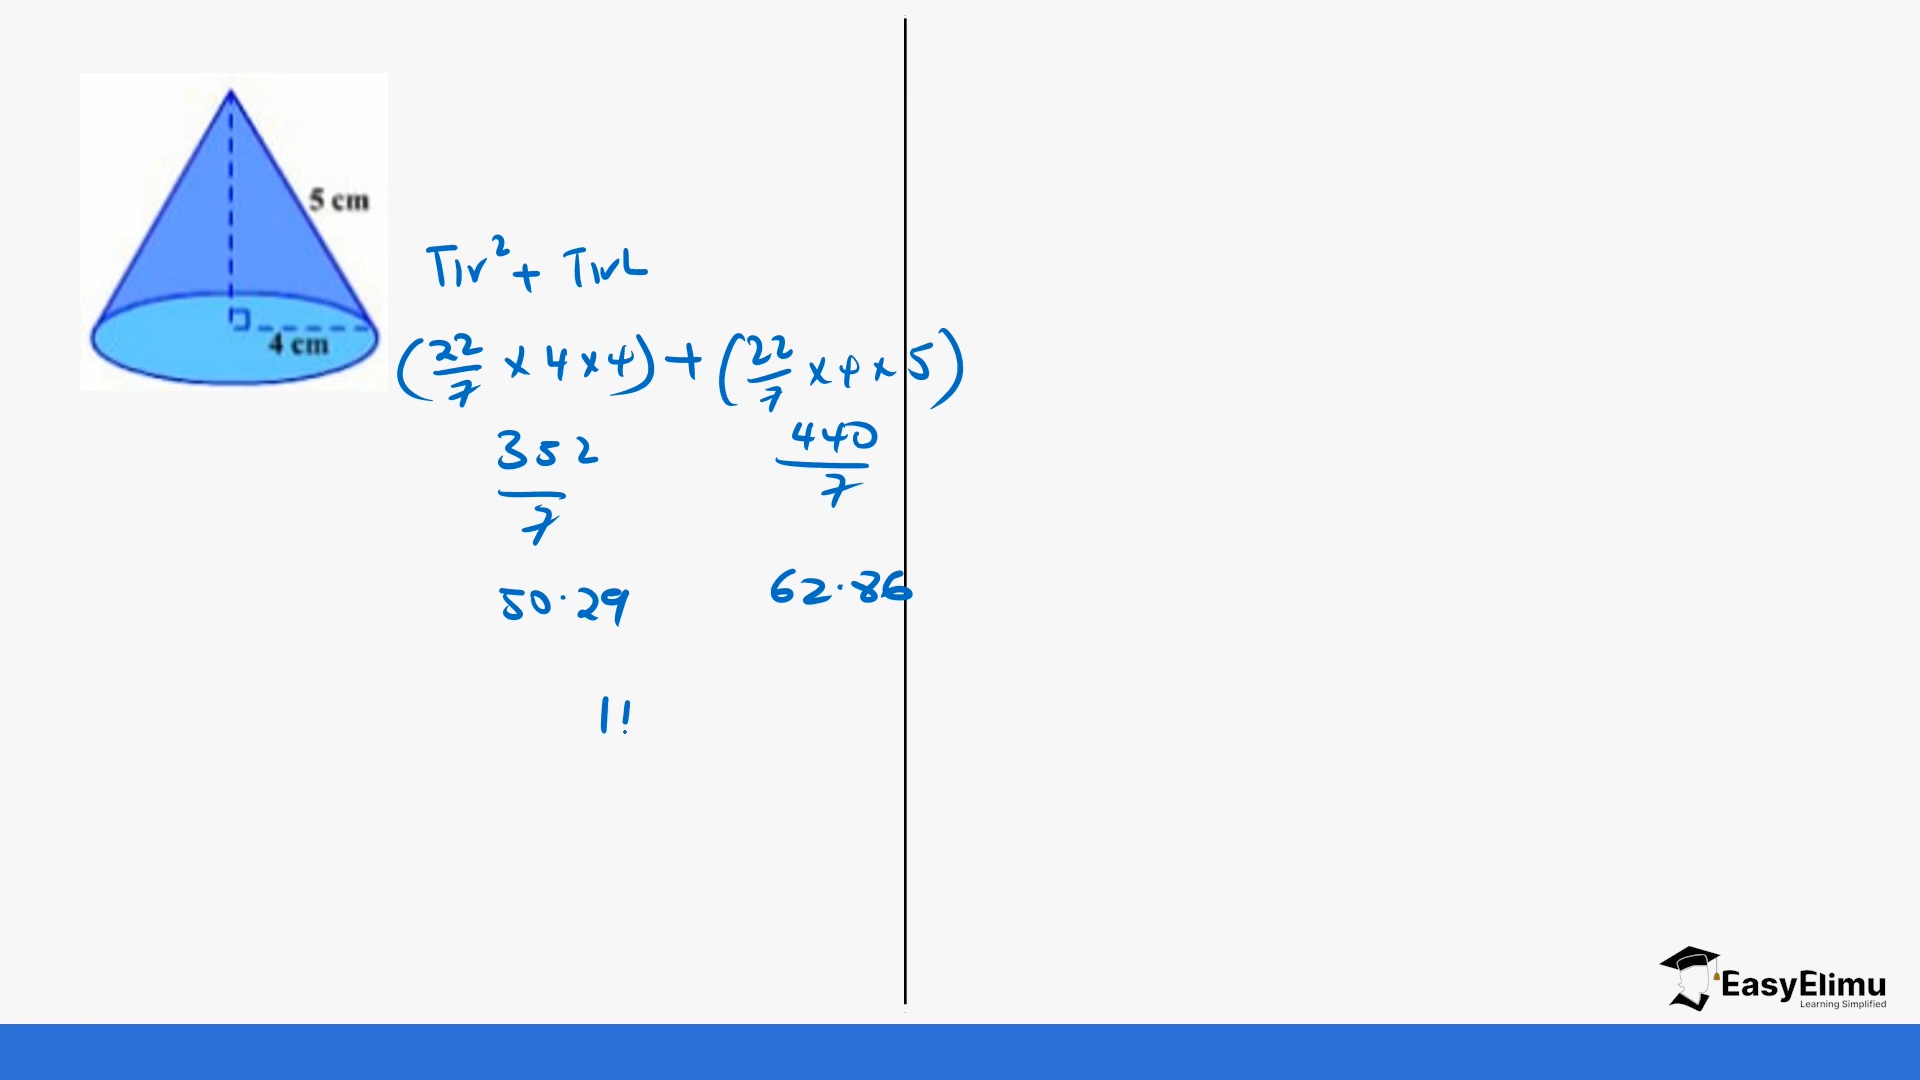 5 cm
4 cm
πr² + πrL
(22/7 × 4 × 4) + (22/7 × 4 × 5)
352/7 440/7
50.29 62.86
11
EasyElimu
Learning Simplified